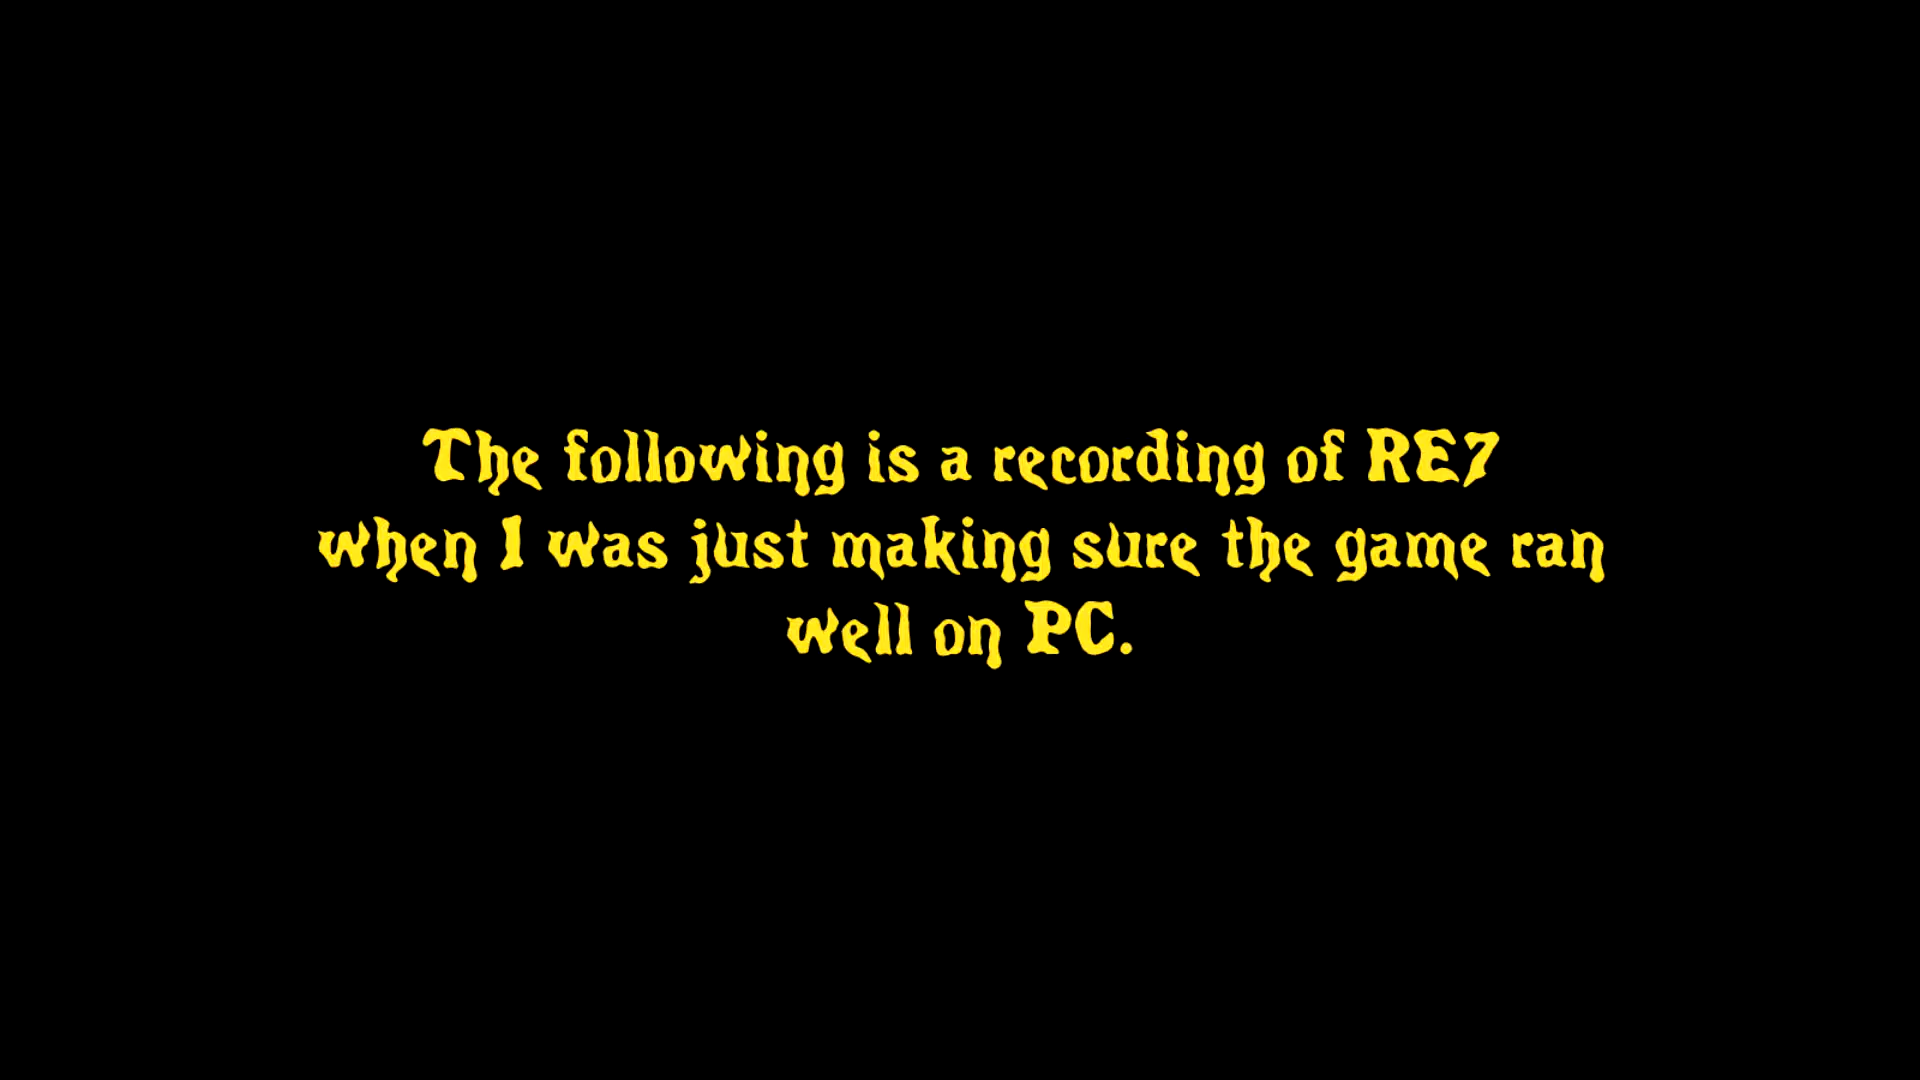 The following is a recording of RE7
when I was just making sure the game ran
well on PC.